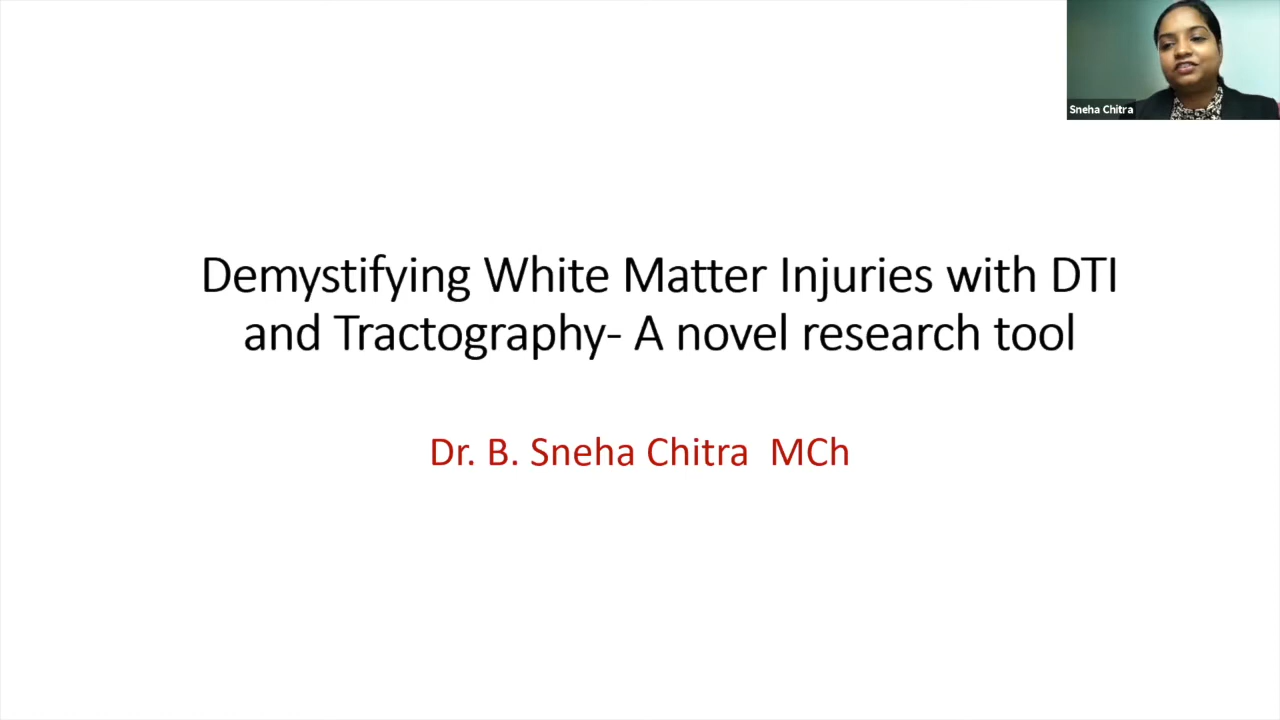 Sneha Chitra
Demystifying White Matter Injuries with DTI
and Tractography- A novel research tool
Dr. B. Sneha Chitra  MCh